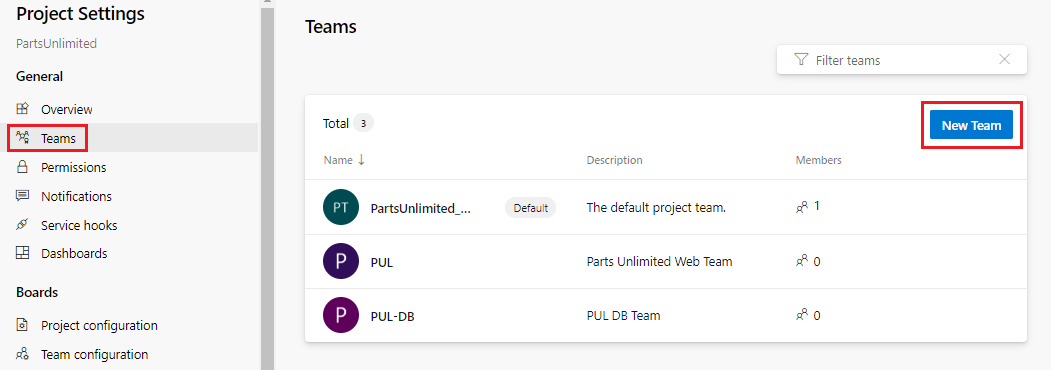 Project Settings
PartsUnlimited
General
Overview
Teams
Permissions
Notifications
Service hooks
Dashboards
Boards
Project configuration
Team configuration
Teams
Filter teams
Total 3
New Team
Name ↓ Description Members
PT PartsUnlimited_... Default The default project team. 1
P PUL Parts Unlimited Web Team 0
P PUL-DB PUL DB Team 0